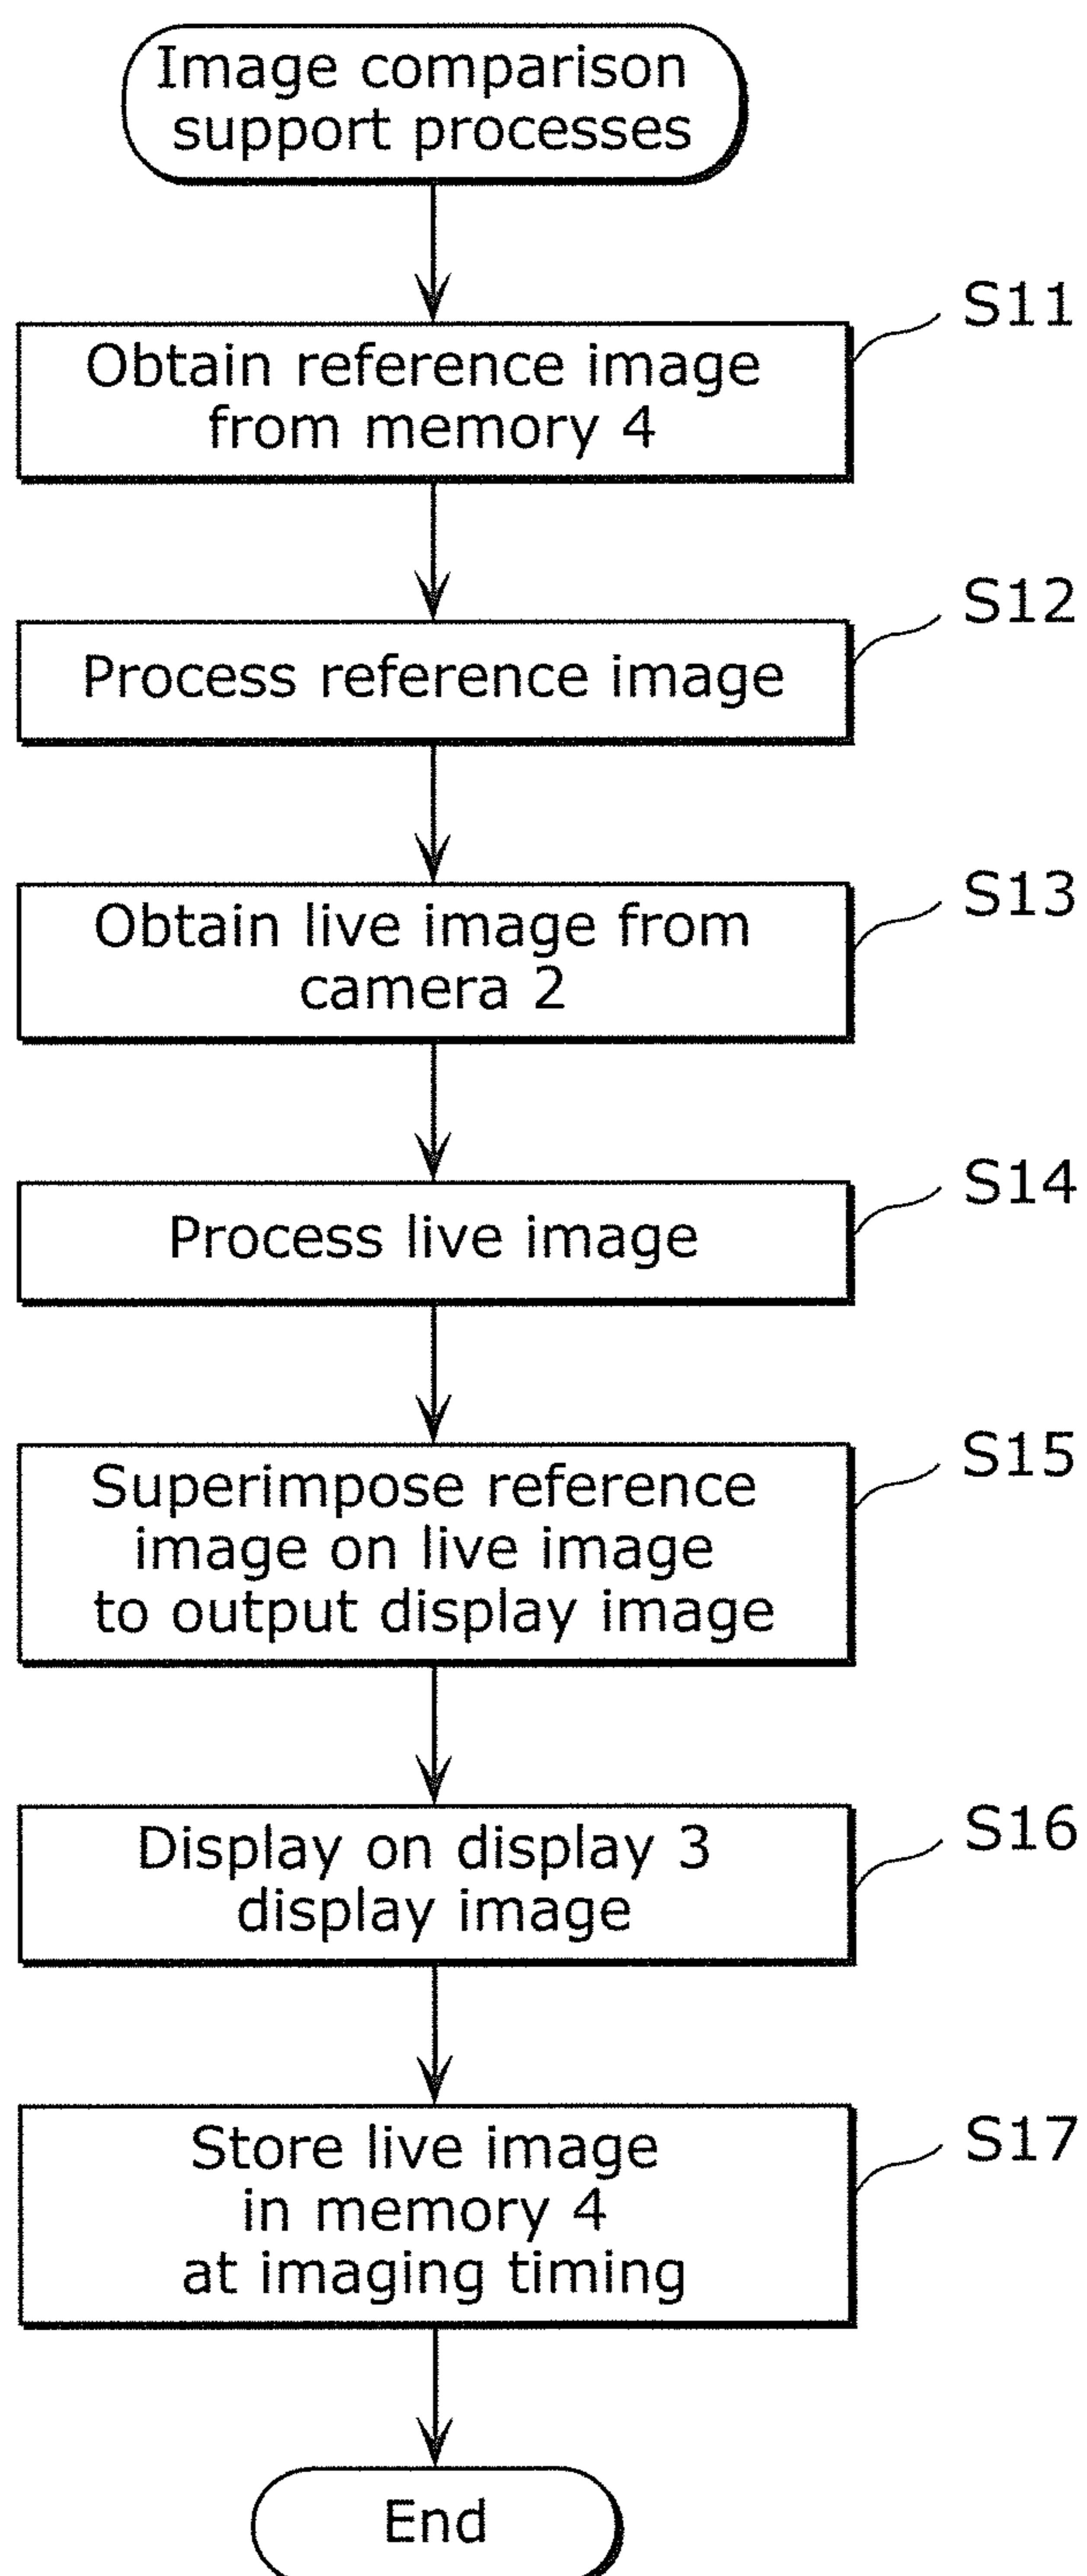 Image comparison
support processes
S11
Obtain reference image
from memory 4
S12
Process reference image
S13
Obtain live image from
camera 2
S14
Process live image
S15
Superimpose reference
image on live image
to output display image
S16
Display on display 3
display image
S17
Store live image
in memory 4
at imaging timing
End